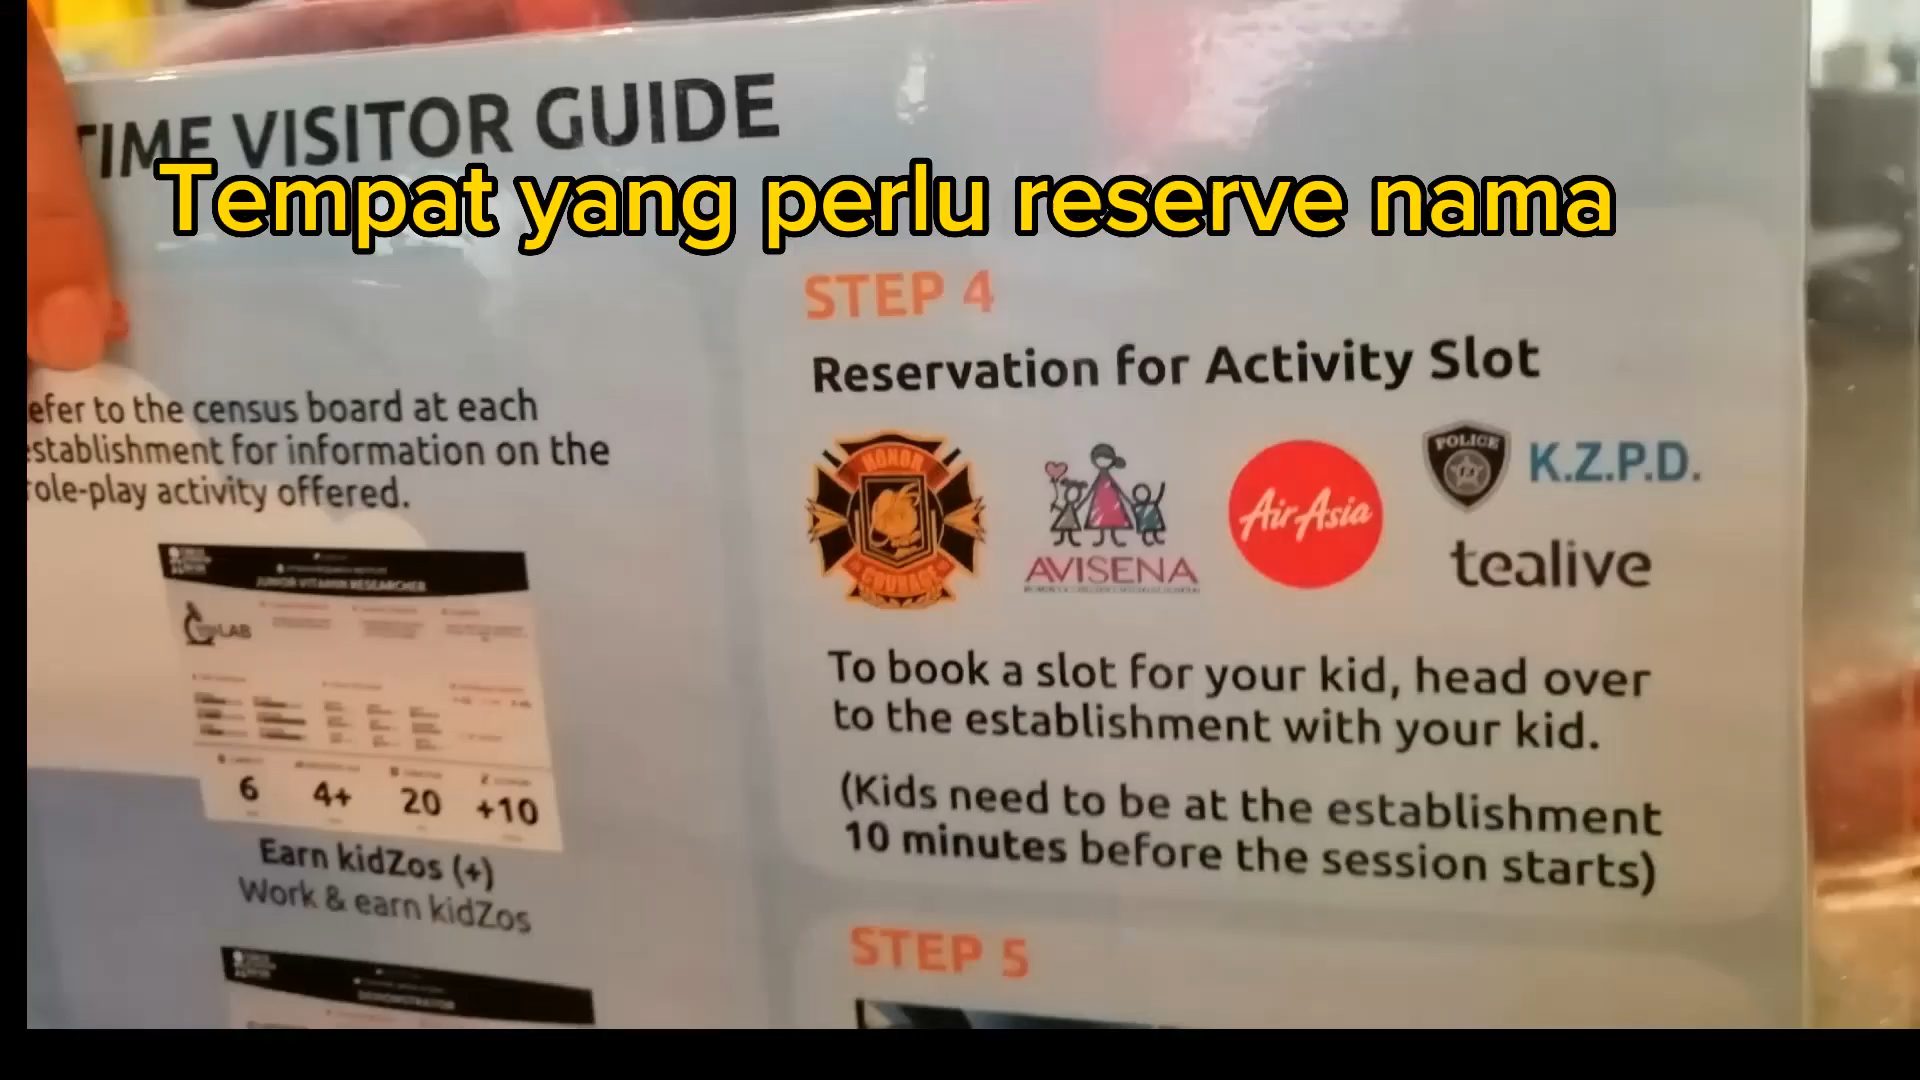 TIME VISITOR GUIDE
Tempat yang perlu reserve nama
efer to the census board at each
establishment for information on the
role-play activity offered.
JUNIOR VITAMIN RESEARCHER
LAB
6 4+ 20 +10
Earn kidZos (+)
Work & earn kidZos
DEMONSTRATOR
STEP 4
Reservation for Activity Slot
HONOR
COURAGE
AVISENA
AirAsia
POLICE
K.Z.P.D.
tealive
To book a slot for your kid, head over
to the establishment with your kid.
(Kids need to be at the establishment
10 minutes before the session starts)
STEP 5